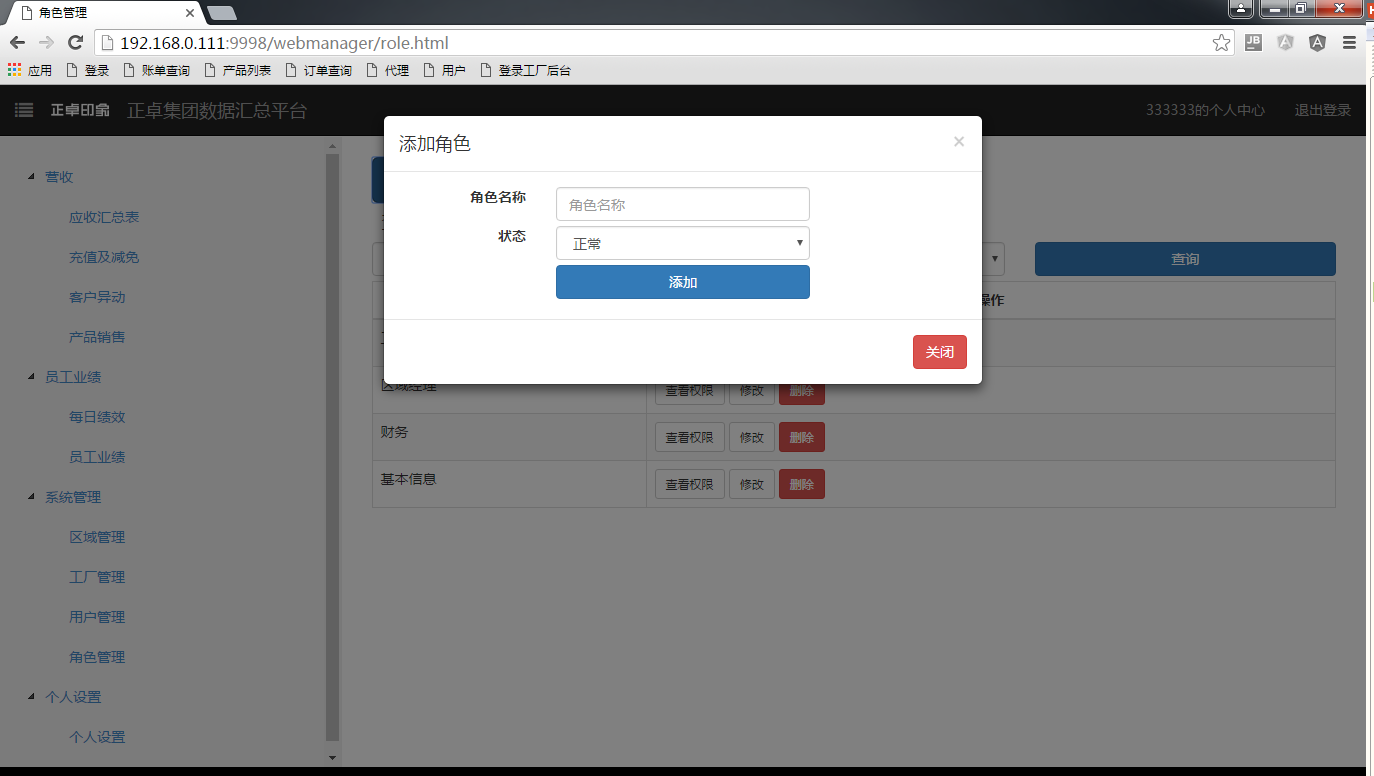 角色管理
192.168.0.111:9998/webmanager/role.html
JB
应用 登录 账单查询 产品列表 订单查询 代理 用户 登录工厂后台
正卓印象 正卓集团数据汇总平台 333333的个人中心 退出登录
添加角色 ×
角色名称 角色名称
状态 正常
添加
关闭
营收
应收汇总表
充值及减免
客户异动
产品销售
员工业绩
每日绩效
员工业绩
系统管理
区域管理
工厂管理
用户管理
角色管理
个人设置
个人设置
查询
操作
区域经理 查看权限 修改 删除
财务 查看权限 修改 删除
基本信息 查看权限 修改 删除